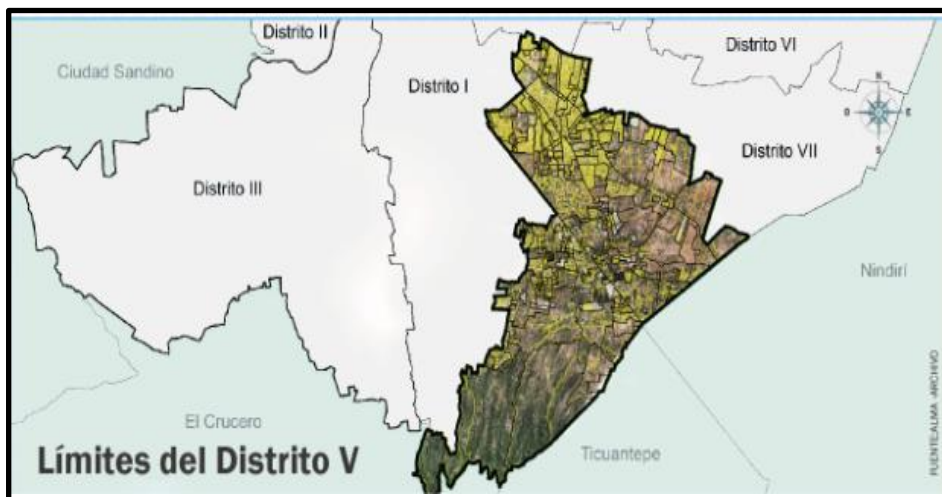 Distrito II
Distrito VI
Ciudad Sandino
Distrito I
N
O
E
S
Distrito VII
Distrito III
Nindirí
El Crucero
Ticuantepe
Límites del Distrito V
FUENTE:ALMA -ARCHIVO